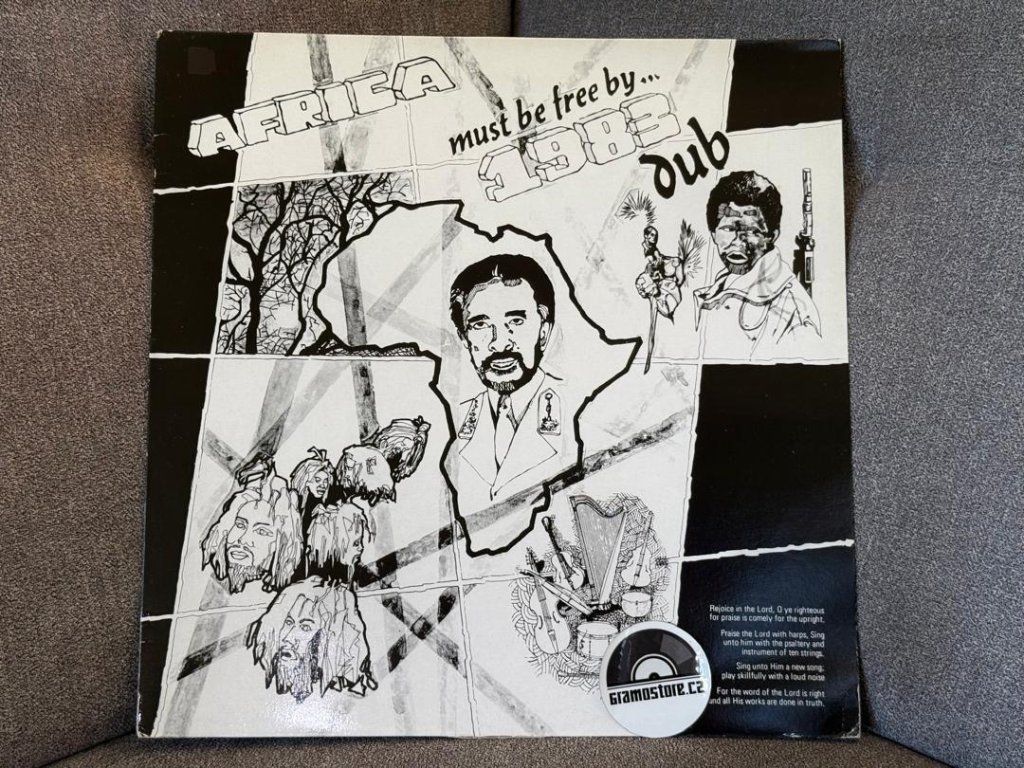 AFRICA
must be free by...
1983
dub
Rejoice in the Lord, O ye righteous
for praise is comely for the upright.
Praise the Lord with harps, Sing
unto him with the psaltery and
instrument of ten strings.
Sing unto Him a new song;
play skillfully with a loud noise
For the word of the Lord is right
and all His works are done in truth.
Gramostore.cz